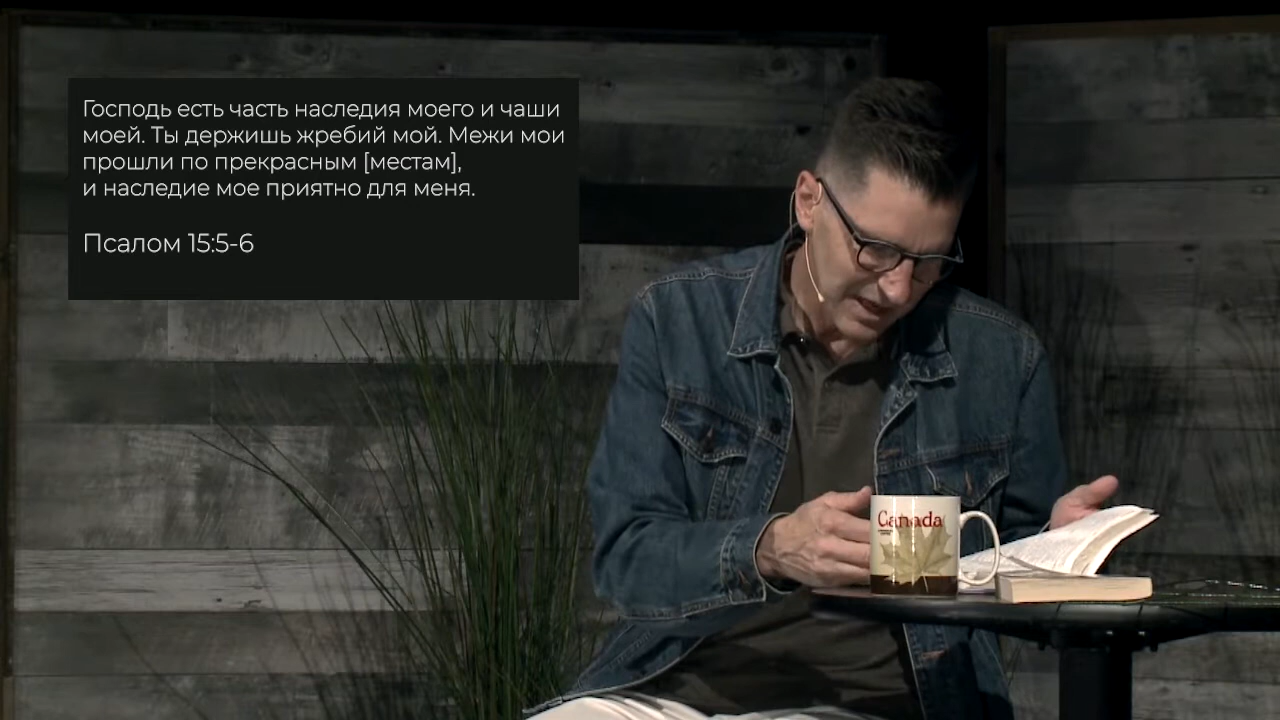 Господь есть часть наследия моего и чаши
моей. Ты держишь жребий мой. Межи мои
прошли по прекрасным [местам],
и наследие мое приятно для меня.
Псалом 15:5-6
Canada